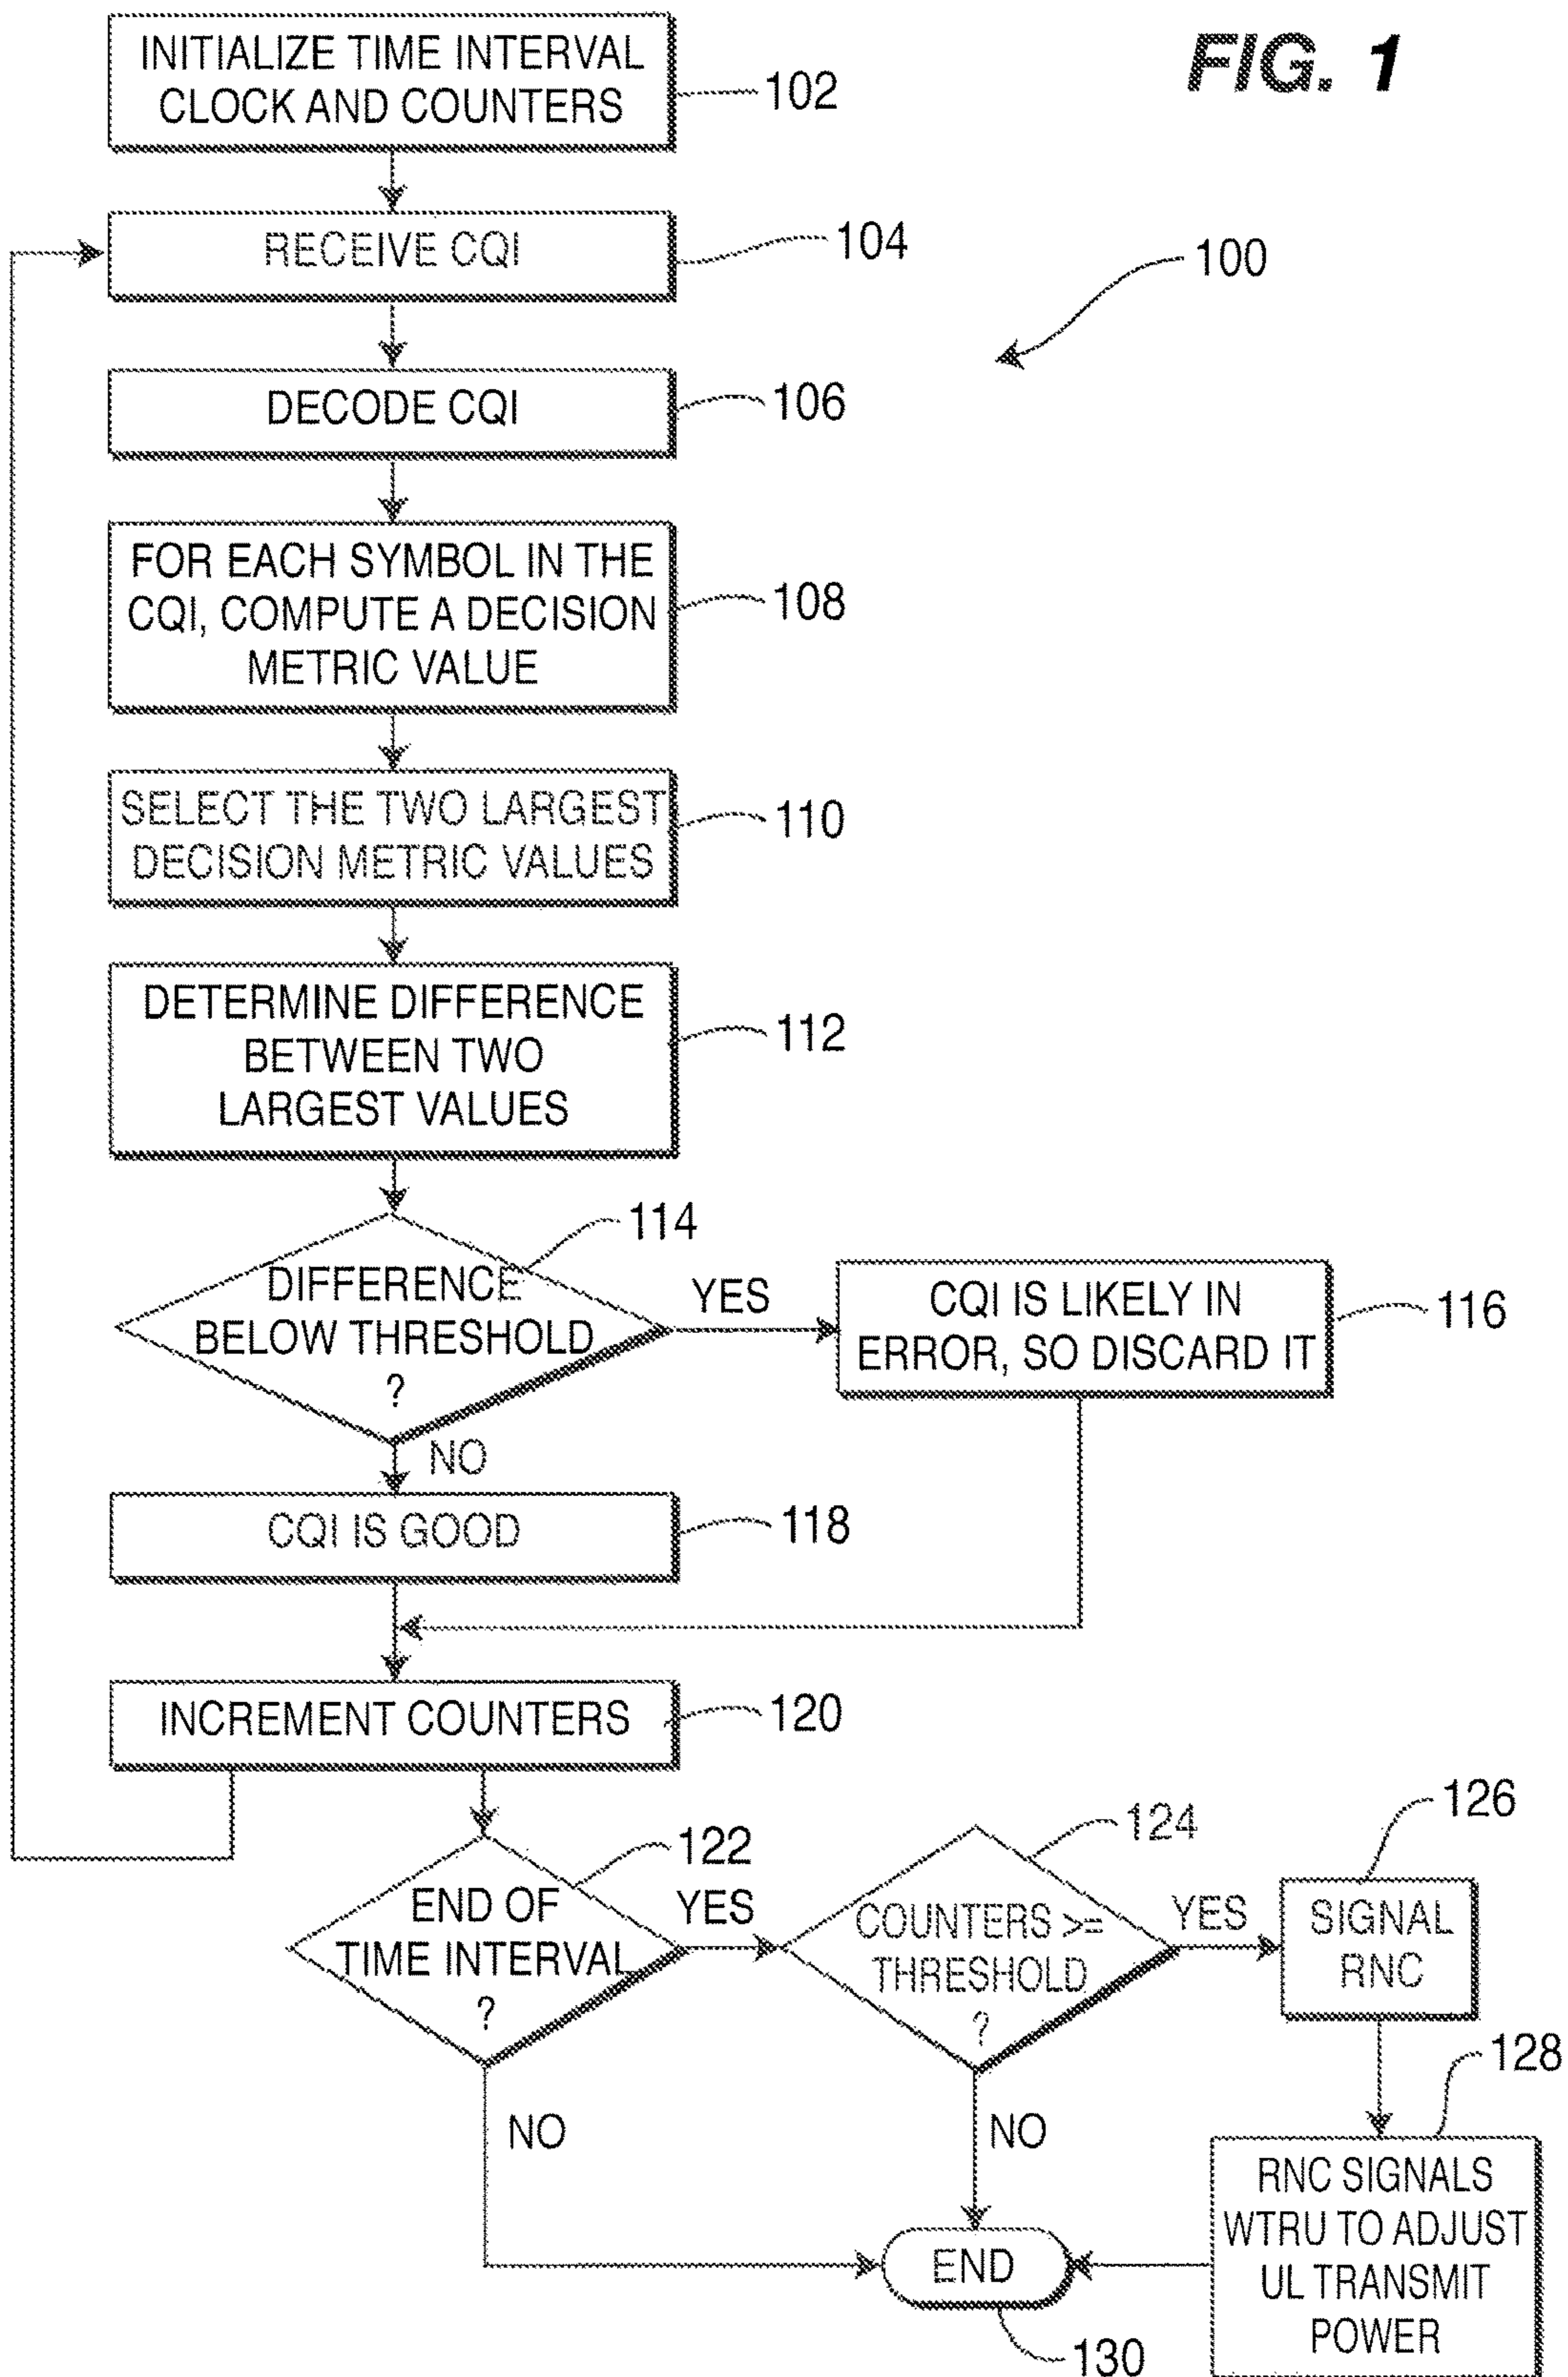 FIG. 1
INITIALIZE TIME INTERVAL
CLOCK AND COUNTERS
102
RECEIVE CQI
104
100
DECODE CQI
106
FOR EACH SYMBOL IN THE
CQI, COMPUTE A DECISION
METRIC VALUE
108
SELECT THE TWO LARGEST
DECISION METRIC VALUES
110
DETERMINE DIFFERENCE
BETWEEN TWO
LARGEST VALUES
112
114
DIFFERENCE
BELOW THRESHOLD
?
YES
CQI IS LIKELY IN
ERROR, SO DISCARD IT
116
NO
CQI IS GOOD
118
INCREMENT COUNTERS
120
122
END OF
TIME INTERVAL
?
YES
124
COUNTERS >=
THRESHOLD
?
YES
126
SIGNAL
RNC
128
NO
NO
RNC SIGNALS
WTRU TO ADJUST
UL TRANSMIT
POWER
END
130